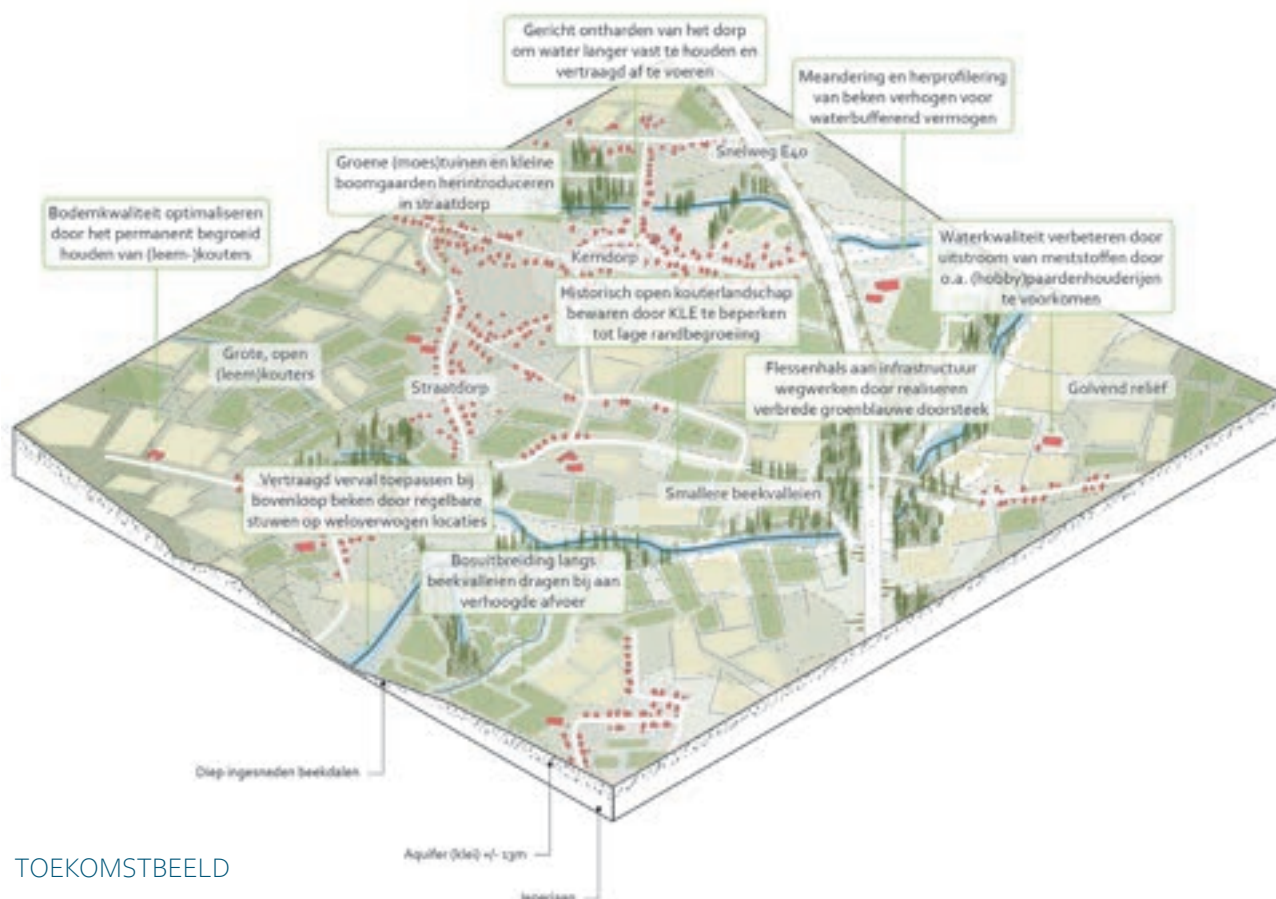 Gericht ontharden van het dorp
om water langer vast te houden en
vertraagd af te voeren
Meandering en herprofilering
van beken verhogen voor
waterbufferend vermogen
Snelweg E40
Groene (moes)tuinen en kleine
boomgaarden herintroduceren
in straatdorp
Bodemkwaliteit optimaliseren
door het permanent begroeid
houden van (leem-)kouters
Kerndorp
Waterkwaliteit verbeteren door
uitstroom van meststoffen door
o.a. (hobby)paardenhouderijen
te voorkomen
Historisch open kouterlandschap
bewaren door KLE te beperken
tot lage randbegroeiing
Grote, open
(leem)kouters
Straatdorp
Flessenhals aan infrastructuur
wegwerken door realiseren
verbrede groenblauwe doorsteek
Golvend reliëf
Vertraagd verval toepassen bij
bovenloop beken door regelbare
stuwen op weloverwogen locaties
Smallere beekvalleien
Bosuitbreiding langs
beekvalleien dragen bij aan
verhoogde afvoer
Diep ingesneden beekdalen
Aquifer (klei) +/- 13m
TOEKOMSTBEELD
Ieperiaan